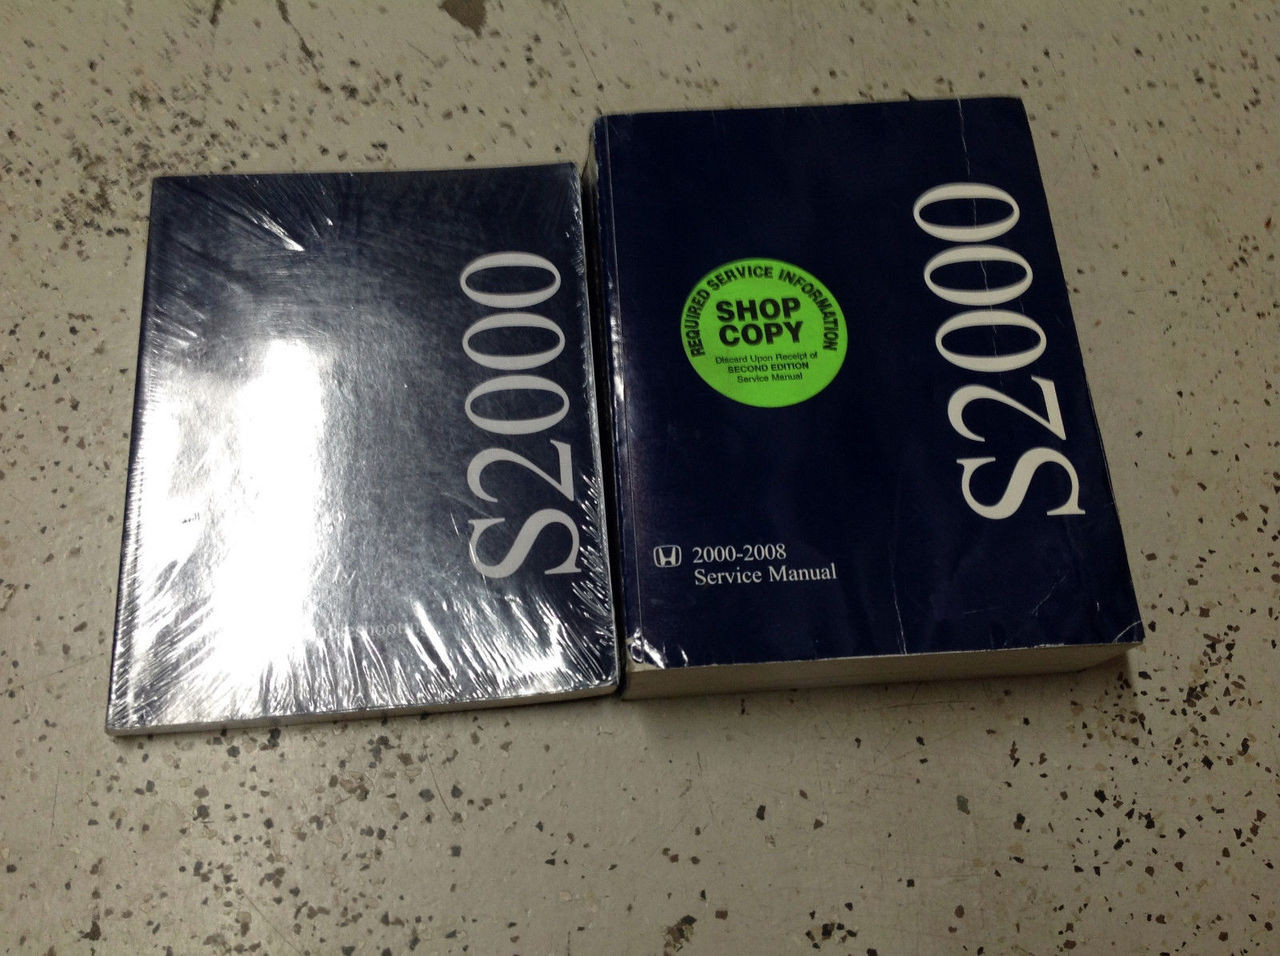 S2000
S2000
REQUIRED SERVICE INFORMATION
SHOP
COPY
Discard Upon Receipt of
SECOND EDITION
Service Manual
2000-2008
Service Manual